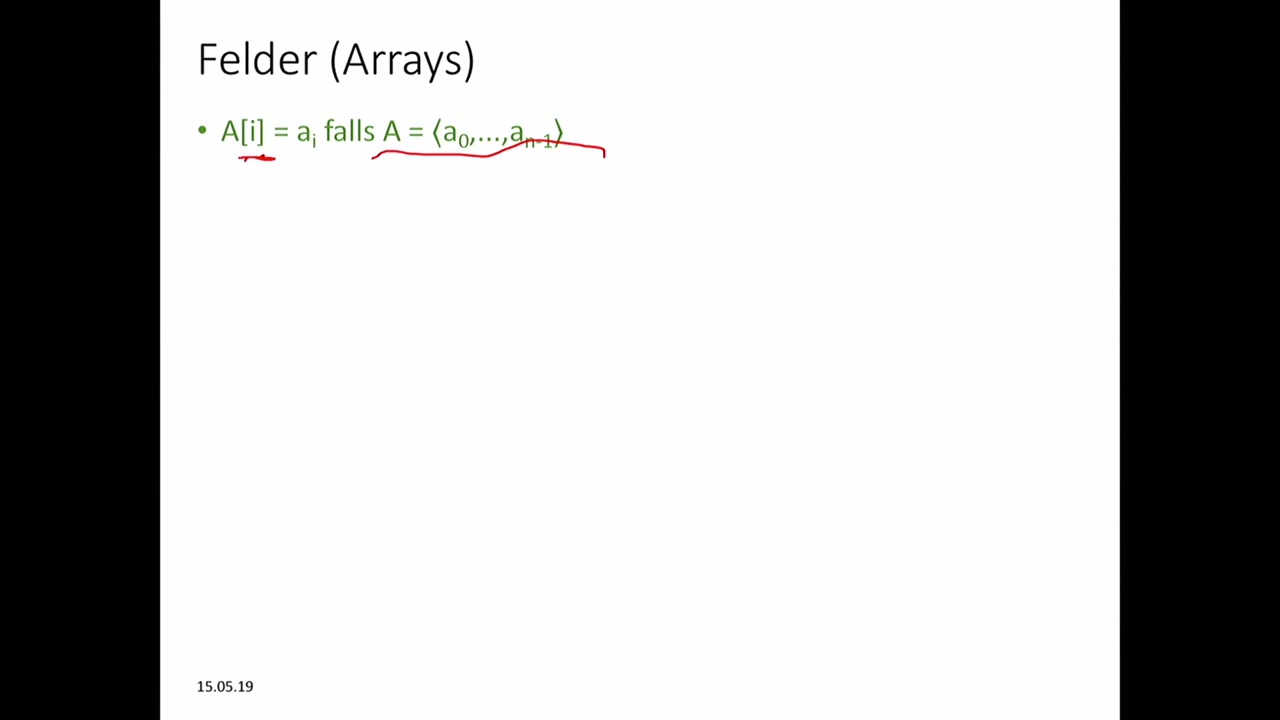 Felder (Arrays)
• A[i] = aᵢ falls A = ⟨a₀,...,aₙ₋₁⟩
15.05.19